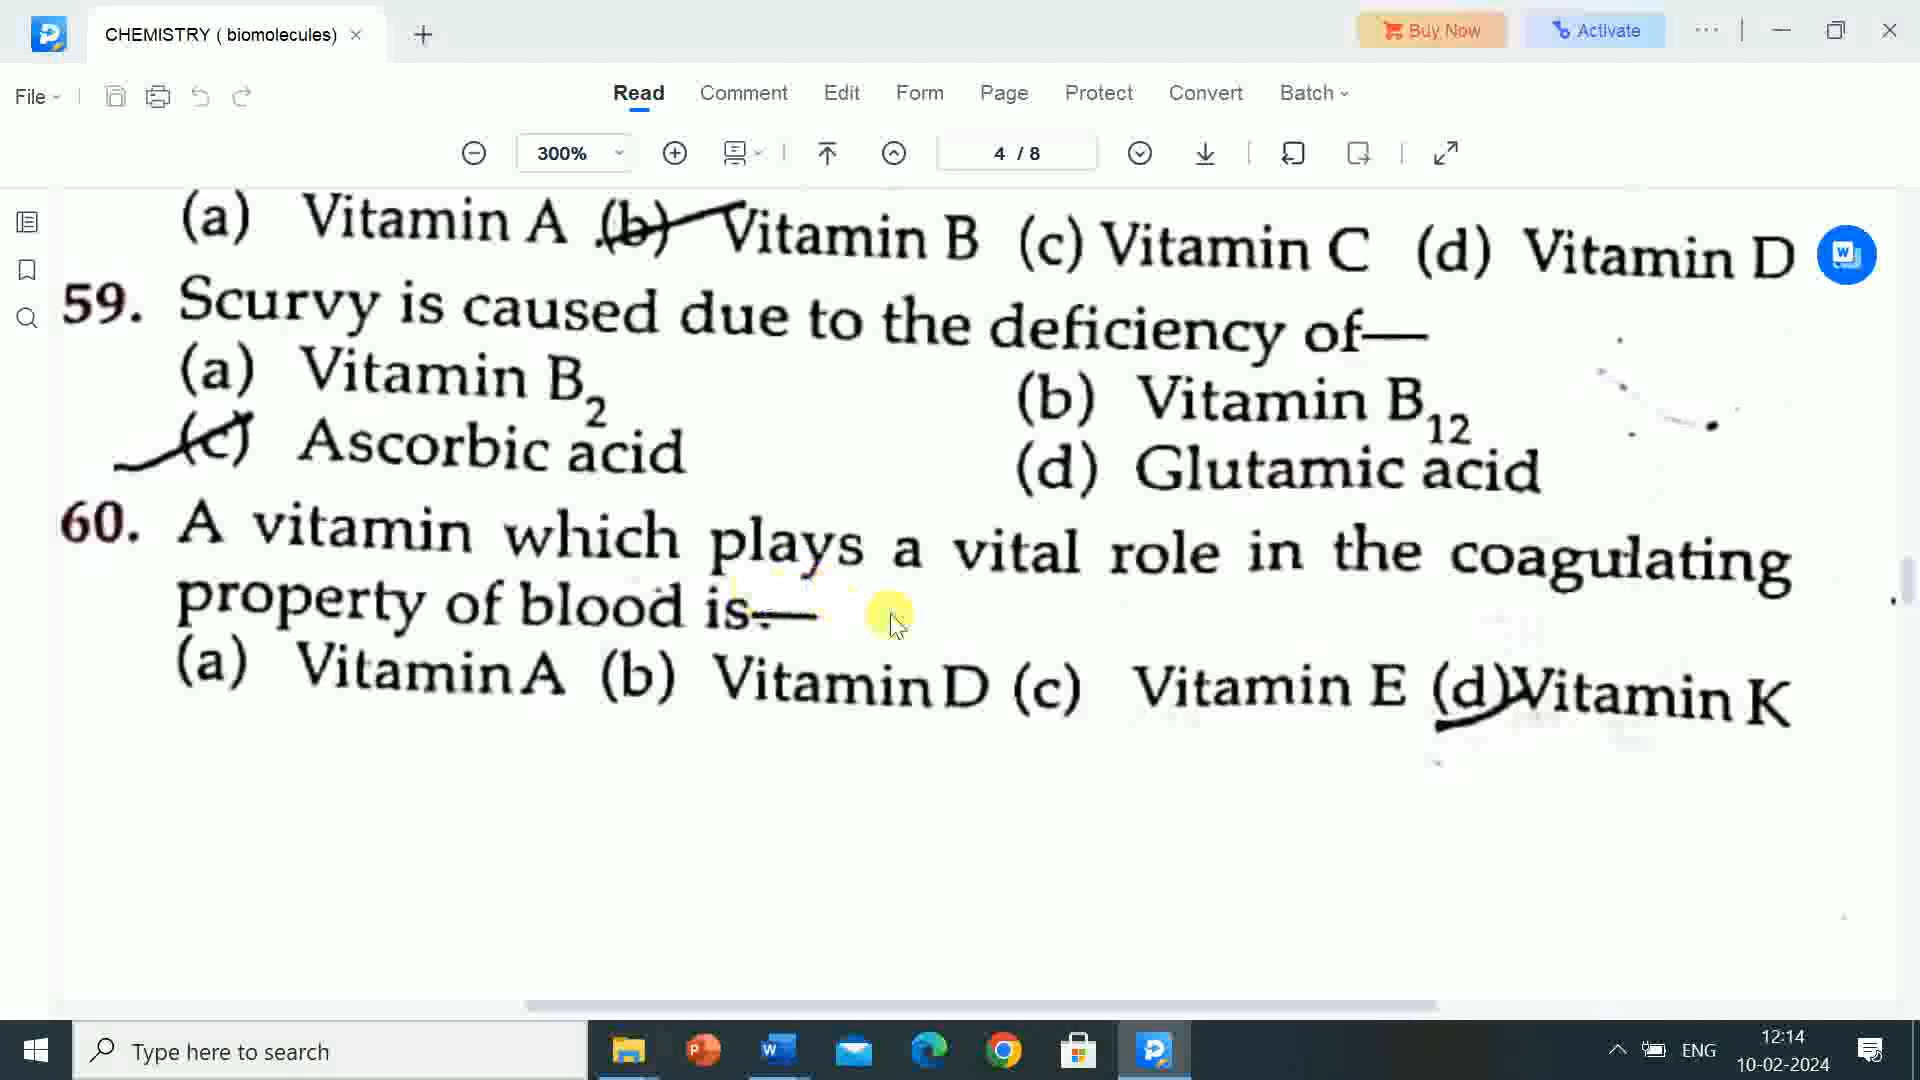 CHEMISTRY ( biomolecules)
Buy Now
Activate
File
Read Comment Edit Form Page Protect Convert Batch
300%
4 / 8
(a) Vitamin A (b) Vitamin B (c) Vitamin C (d) Vitamin D
59. Scurvy is caused due to the deficiency of—
(a) Vitamin B₂ (b) Vitamin B₁₂
(c) Ascorbic acid (d) Glutamic acid
60. A vitamin which plays a vital role in the coagulating
property of blood is:—
(a) Vitamin A (b) Vitamin D (c) Vitamin E (d) Vitamin K
Type here to search
ENG
12:14
10-02-2024